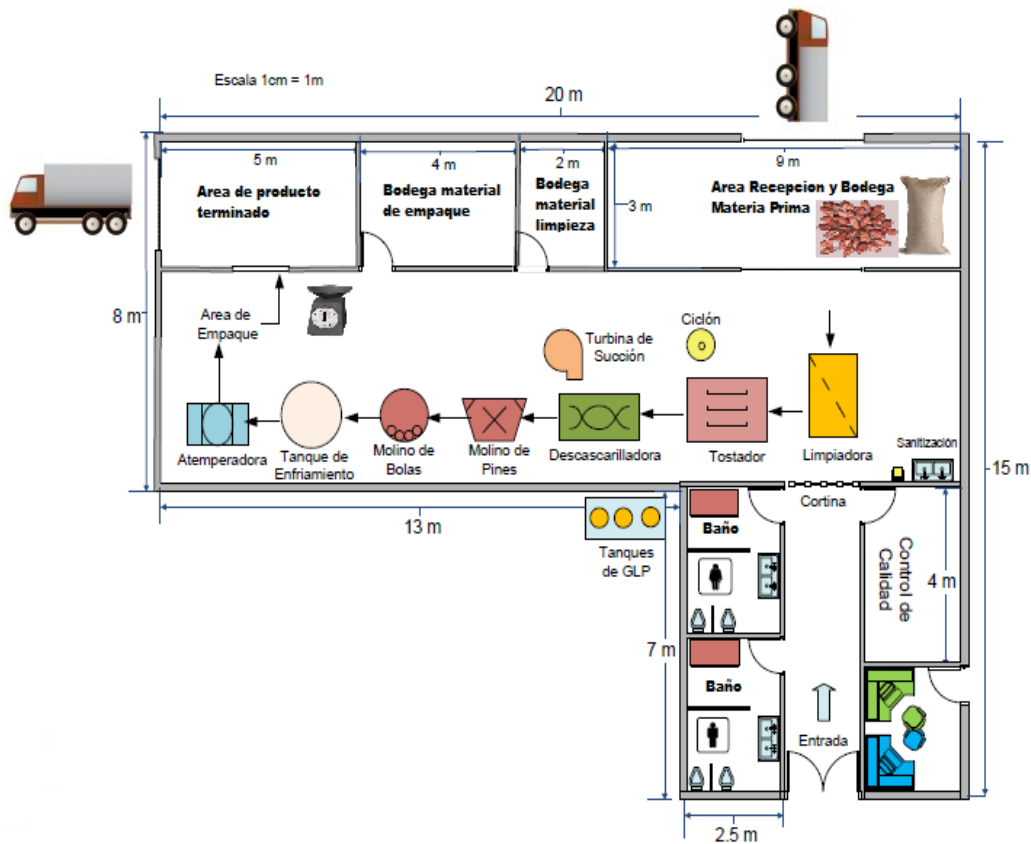 Escala 1cm = 1m
20 m
5 m
4 m
2 m
9 m
Area de producto
terminado
Bodega material
de empaque
Bodega
material
limpieza
Area Recepcion y Bodega
Materia Prima
3 m
8 m
Area de
Empaque
Turbina de
Succión
Ciclón
Atemperadora
Tanque de
Enfriamiento
Molino de
Bolas
Molino de
Pines
Descascarilladora
Tostador
Limpiadora
Sanitización
15 m
13 m
Tanques
de GLP
Baño
Cortina
Control de
Calidad
4 m
7 m
Baño
Entrada
2.5 m